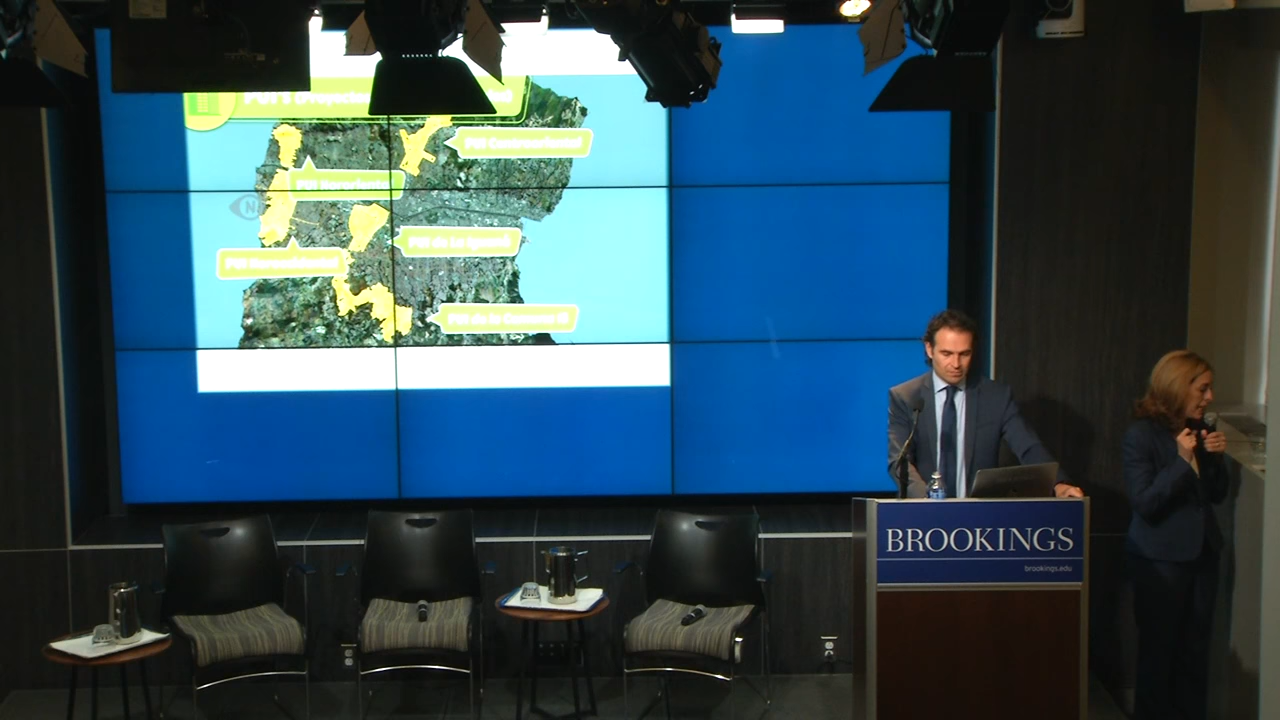 PUI Centroriental
PUI Nororiental
N
PUI de La Iguaná
PUI Noroccidental
PUI de la Comuna 13
BROOKINGS
brookings.edu